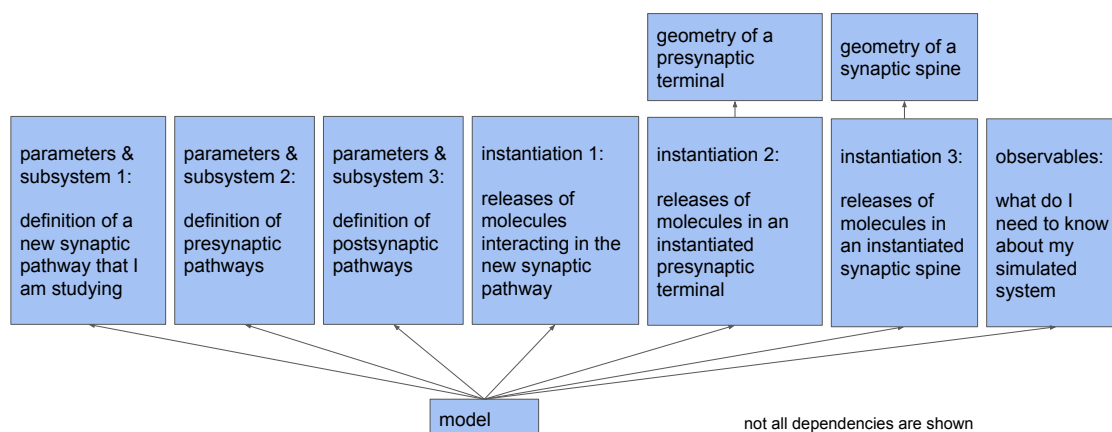 geometry of a
presynaptic
terminal
geometry of a
synaptic spine
parameters &
subsystem 1:
definition of a
new synaptic
pathway that I
am studying
parameters &
subsystem 2:
definition of
presynaptic
pathways
parameters &
subsystem 3:
definition of
postsynaptic
pathways
instantiation 1:
releases of
molecules
interacting in the
new synaptic
pathway
instantiation 2:
releases of
molecules in an
instantiated
presynaptic
terminal
instantiation 3:
releases of
molecules in
an instantiated
synaptic spine
observables:
what do I
need to know
about my
simulated
system
model
not all dependencies are shown